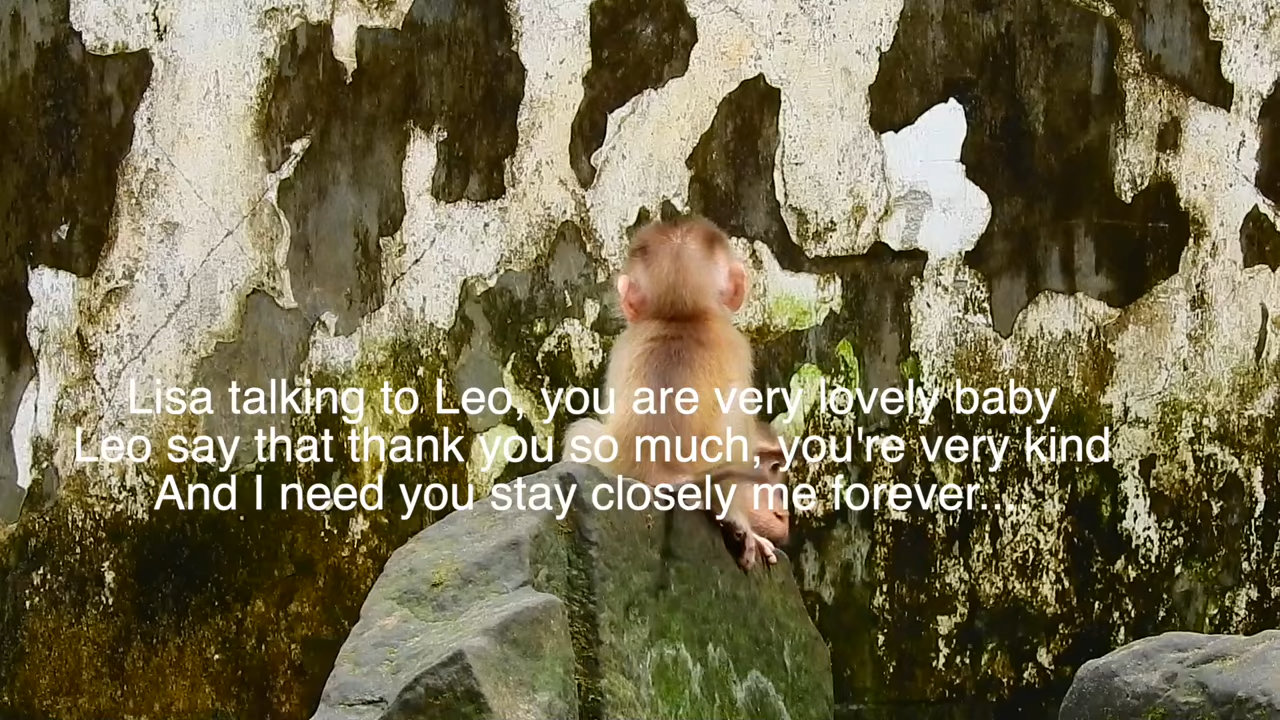 Lisa talking to Leo, you are very lovely baby
Leo say that thank you so much, you're very kind
And I need you stay closely me forever....